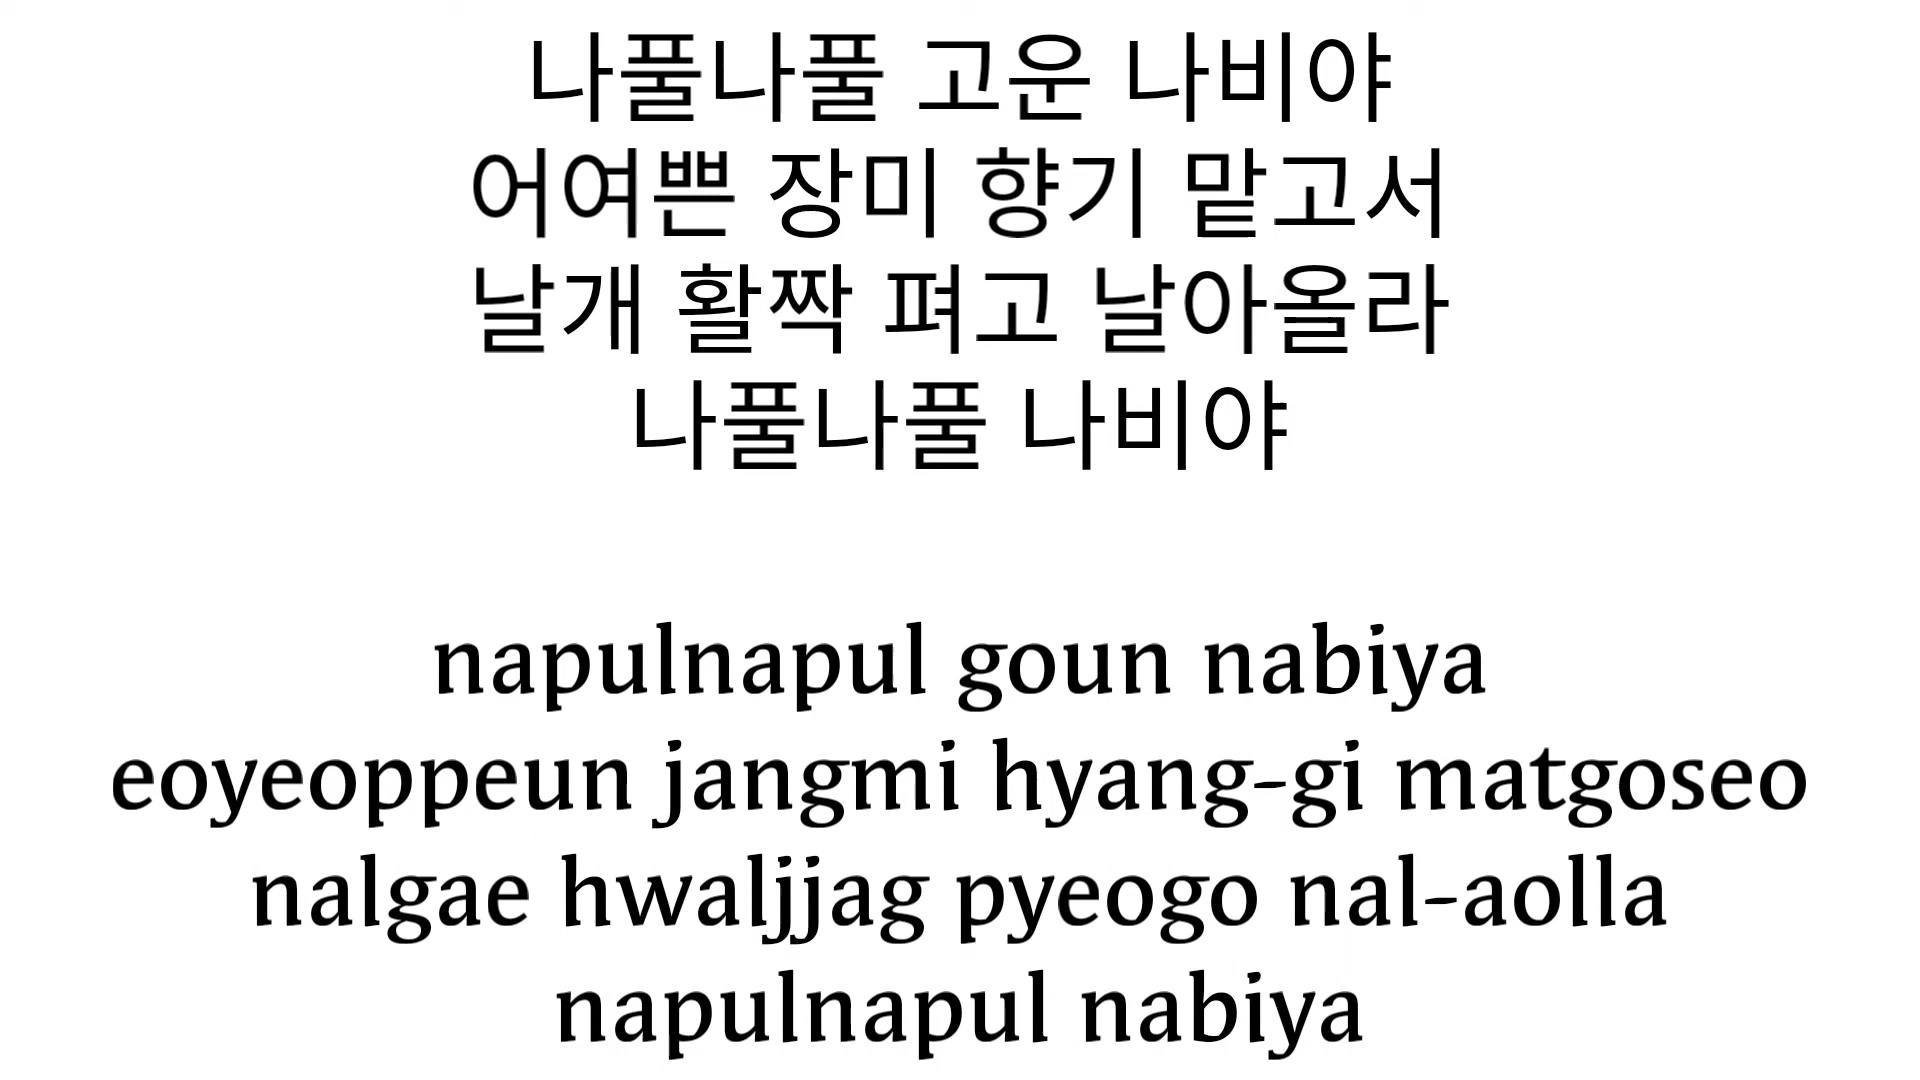 나풀나풀 고운 나비야
어여쁜 장미 향기 맡고서
날개 활짝 펴고 날아올라
나풀나풀 나비야
napulnapul goun nabiya
eoyeoppeun jangmi hyang-gi matgoseo
nalgae hwaljjag pyeogo nal-aolla
napulnapul nabiya